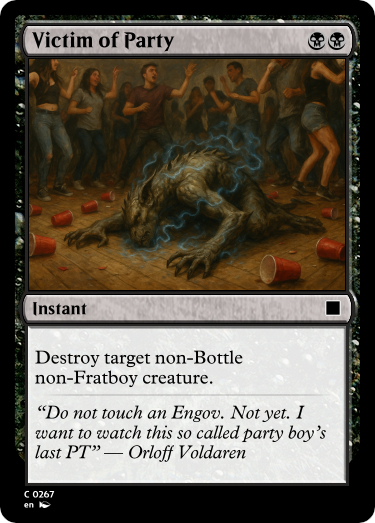 Victim of Party
Instant
Destroy target non-Bottle
non-Fratboy creature.
“Do not touch an Engov. Not yet. I
want to watch this so called party boy’s
last PT” — Orloff Voldaren
C 0267
en